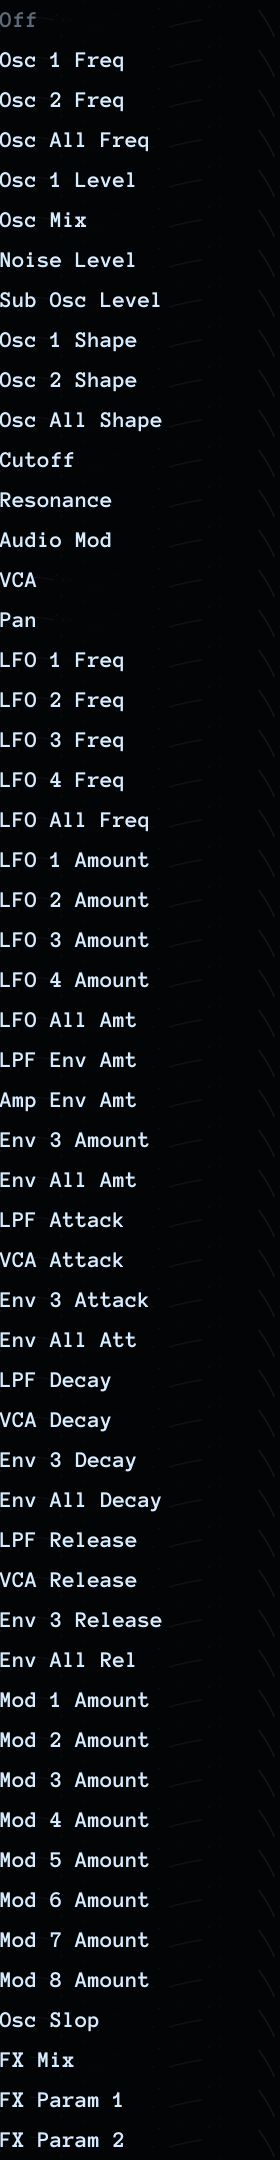 Off
Osc 1 Freq
Osc 2 Freq
Osc All Freq
Osc 1 Level
Osc Mix
Noise Level
Sub Osc Level
Osc 1 Shape
Osc 2 Shape
Osc All Shape
Cutoff
Resonance
Audio Mod
VCA
Pan
LFO 1 Freq
LFO 2 Freq
LFO 3 Freq
LFO 4 Freq
LFO All Freq
LFO 1 Amount
LFO 2 Amount
LFO 3 Amount
LFO 4 Amount
LFO All Amt
LPF Env Amt
Amp Env Amt
Env 3 Amount
Env All Amt
LPF Attack
VCA Attack
Env 3 Attack
Env All Att
LPF Decay
VCA Decay
Env 3 Decay
Env All Decay
LPF Release
VCA Release
Env 3 Release
Env All Rel
Mod 1 Amount
Mod 2 Amount
Mod 3 Amount
Mod 4 Amount
Mod 5 Amount
Mod 6 Amount
Mod 7 Amount
Mod 8 Amount
Osc Slop
FX Mix
FX Param 1
FX Param 2